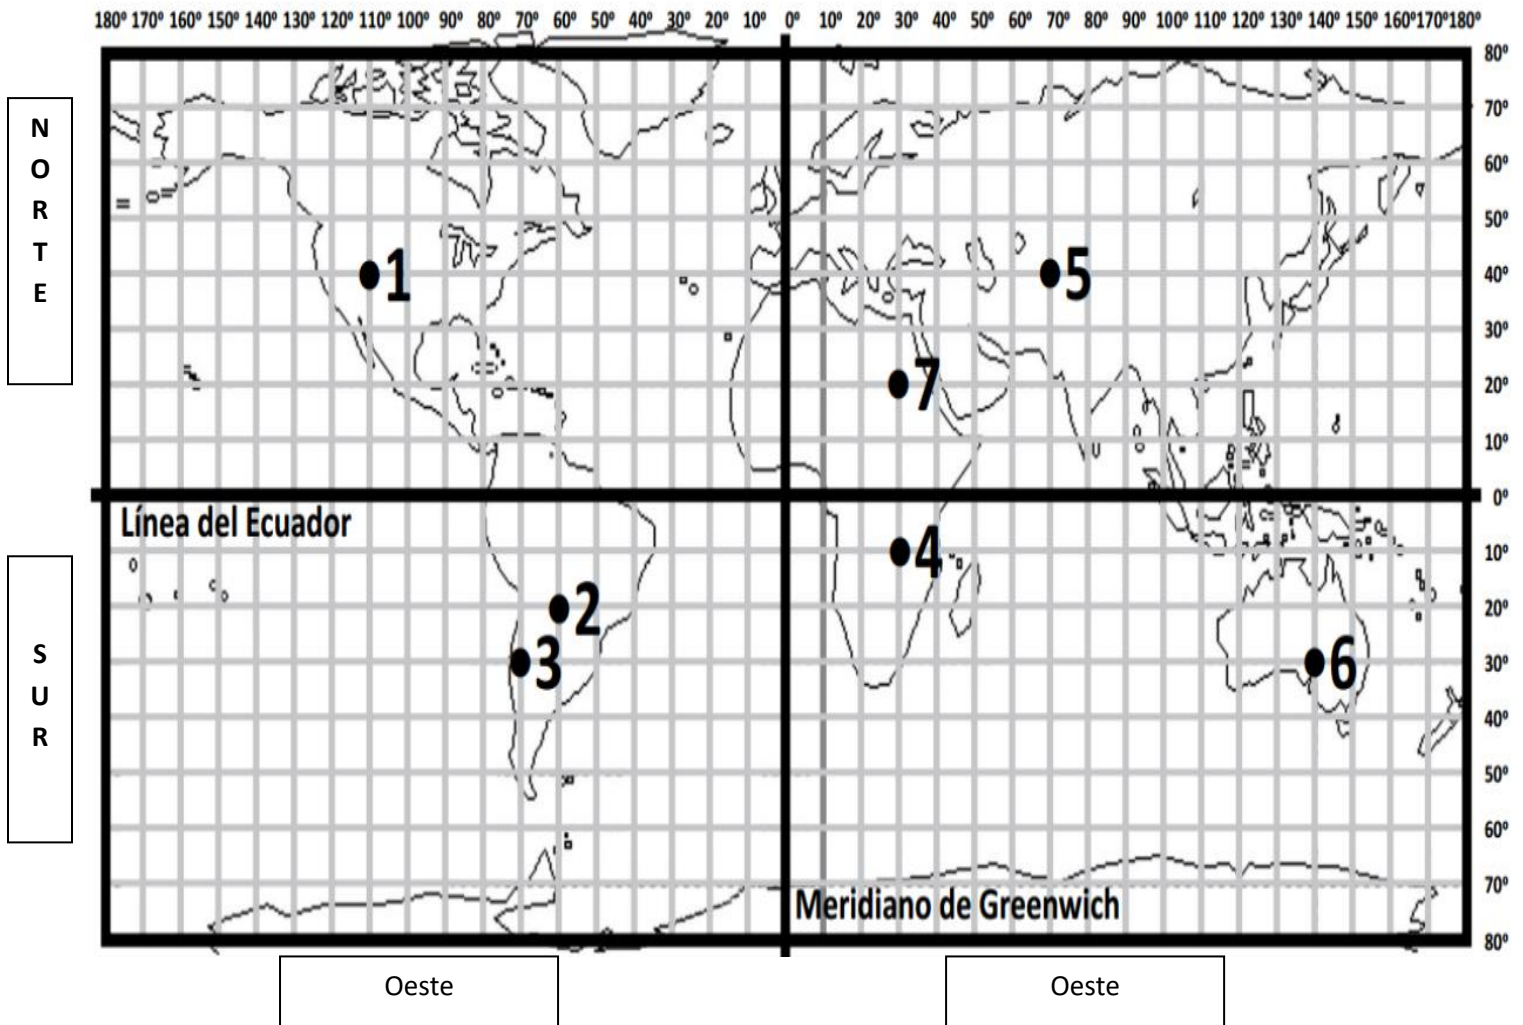 180º 170º 160º 150º 140º 130º 120º 110º 100º 90º 80º 70º 60º 50º 40º 30º 20º 10º 0º 10º 20º 30º 40º 50º 60º 70º 80º 90º 100º 110º 120º 130º 140º 150º 160º 170º 180º
80º
70º
60º
50º
40º
30º
20º
10º
0º
10º
20º
30º
40º
50º
60º
70º
80º
N
O
R
T
E
S
U
R
1
5
7
Línea del Ecuador
4
2
3
6
Meridiano de Greenwich
Oeste
Oeste